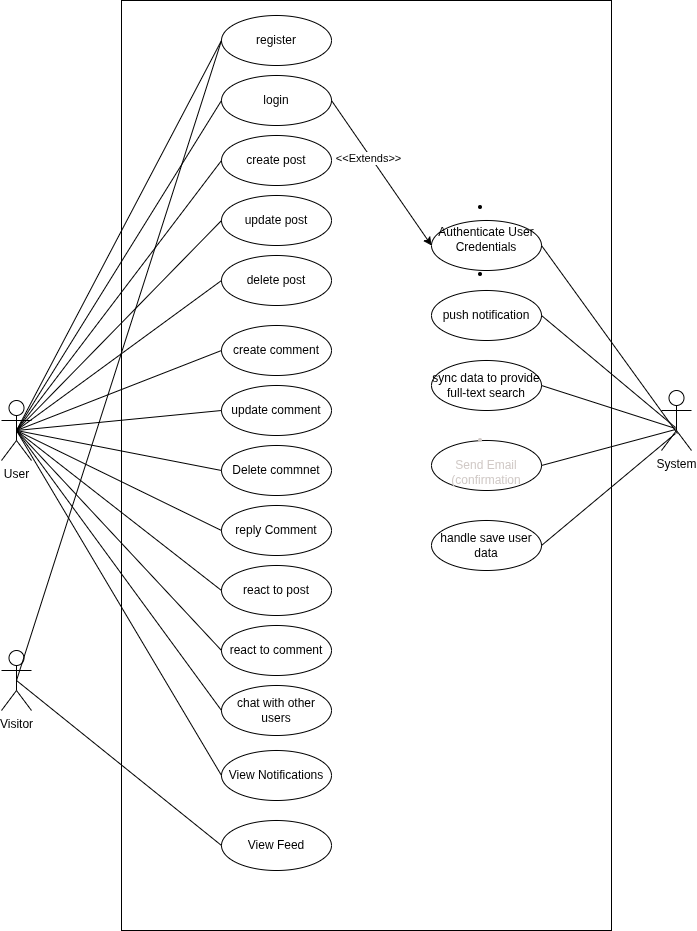 register
login
create post
<<Extends>>
update post
Authenticate User
Credentials
delete post
push notification
create comment
sync data to provide
full-text search
update comment
User
Delete commnet
System
Send Email
(confirmation
reply Comment
handle save user
data
react to post
react to comment
chat with other
users
Visitor
View Notifications
View Feed